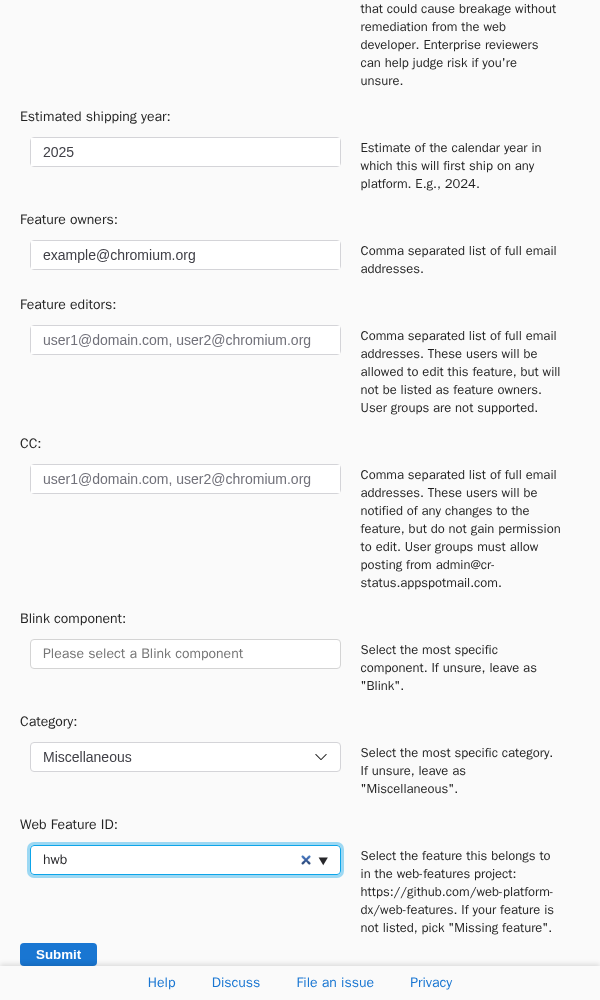 that could cause breakage without
remediation from the web
developer. Enterprise reviewers
can help judge risk if you're
unsure.
Estimated shipping year:
2025
Estimate of the calendar year in
which this will first ship on any
platform. E.g., 2024.
Feature owners:
example@chromium.org
Comma separated list of full email
addresses.
Feature editors:
user1@domain.com, user2@chromium.org
Comma separated list of full email
addresses. These users will be
allowed to edit this feature, but will
not be listed as feature owners.
User groups are not supported.
CC:
user1@domain.com, user2@chromium.org
Comma separated list of full email
addresses. These users will be
notified of any changes to the
feature, but do not gain permission
to edit. User groups must allow
posting from admin@cr-
status.appspotmail.com.
Blink component:
Please select a Blink component
Select the most specific
component. If unsure, leave as
"Blink".
Category:
Miscellaneous
Select the most specific category.
If unsure, leave as
"Miscellaneous".
Web Feature ID:
hwb
Select the feature this belongs to
in the web-features project:
https://github.com/web-platform-
dx/web-features. If your feature is
not listed, pick "Missing feature".
Submit
Help Discuss File an issue Privacy